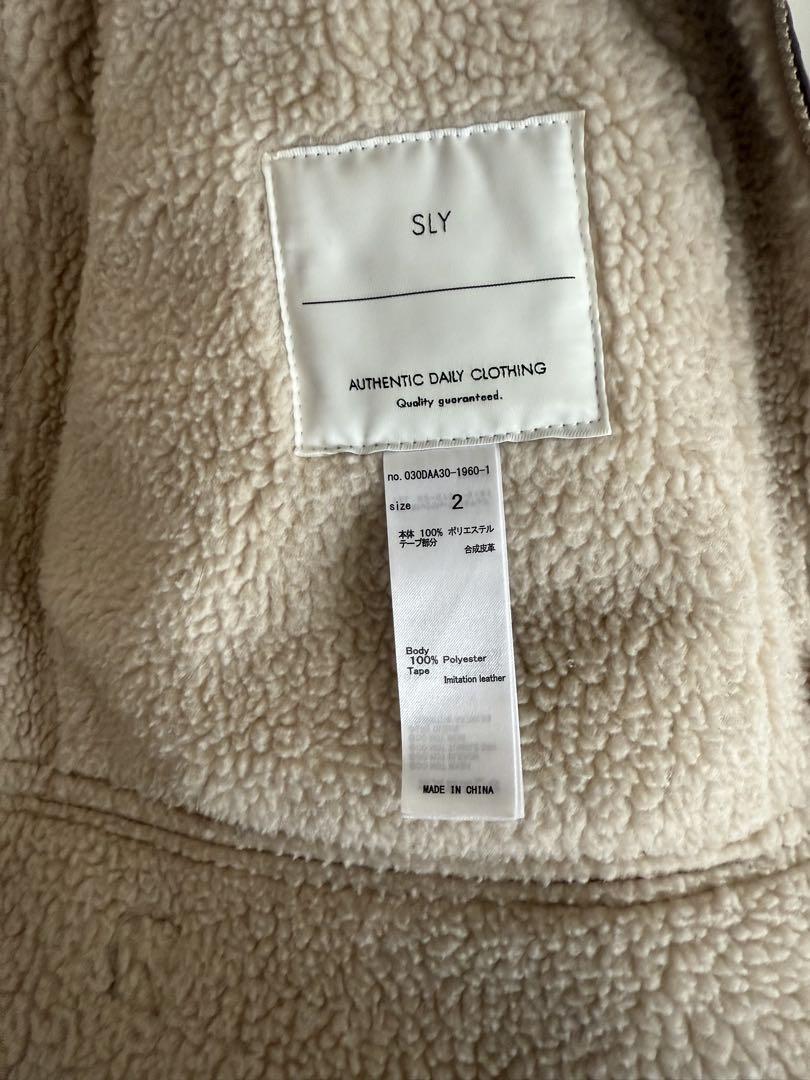 SLY
AUTHENTIC DAILY CLOTHING
Quality guaranteed.
no.030DAA30-1960-1
size 2
本体 100% ポリエステル
テープ部分 合成皮革
Body
100% Polyester
Tape
Imitation leather
MADE IN CHINA